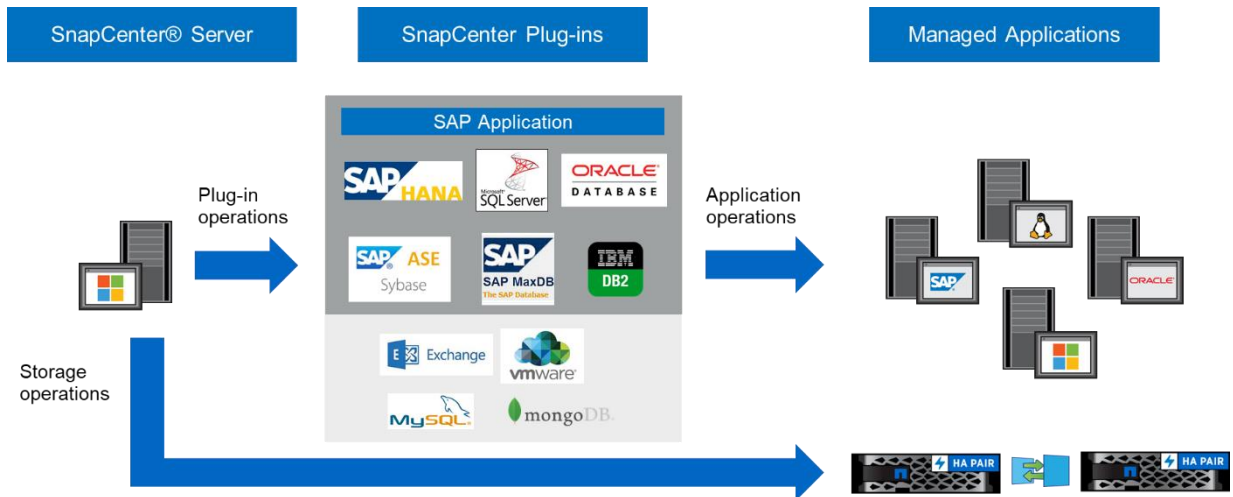 SnapCenter® Server
SnapCenter Plug-ins
Managed Applications
SAP Application
SAP HANA
Microsoft
SQL Server
ORACLE®
DATABASE
Plug-in
operations
Application
operations
SAP® ASE
Sybase
SAP
SAP MaxDB
The SAP Database
IBM
DB2
SAP
ORACLE
Storage
operations
E Exchange
vmware®
MySQL®
mongoDB.
HA PAIR
HA PAIR